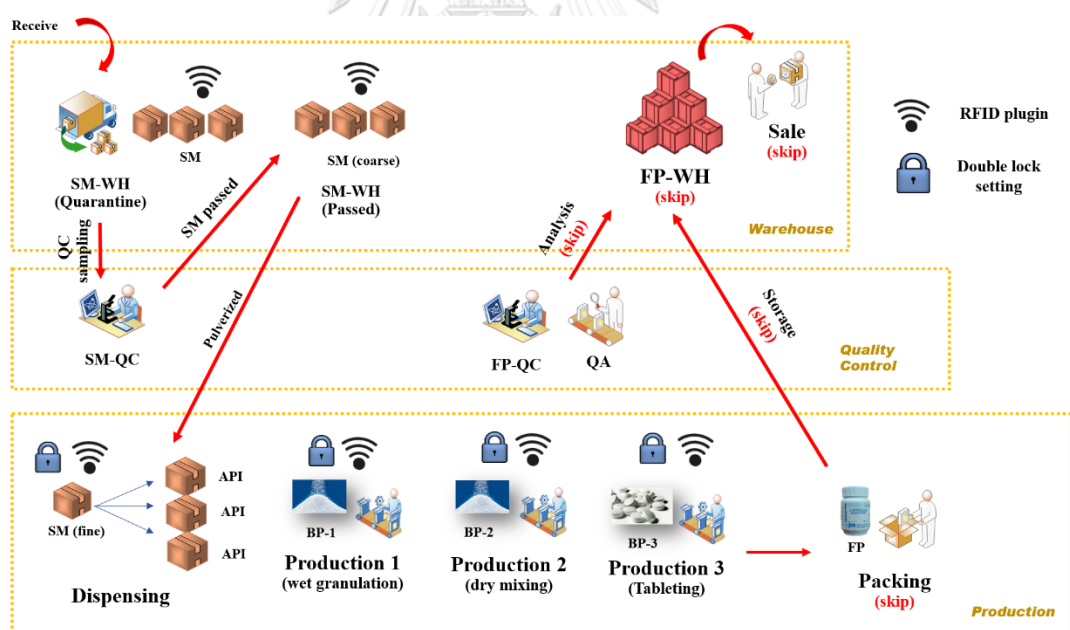 Receive
SM
SM (coarse)
SM-WH
(Quarantine)
SM-WH
(Passed)
FP-WH
(skip)
Sale
(skip)
RFID plugin
Double lock
setting
QC
sampling
SM passed
Pulverized
Analysis
(skip)
Storage
(skip)
Warehouse
SM-QC
FP-QC
QA
Quality
Control
SM (fine)
API
API
API
Dispensing
BP-1
Production 1
(wet granulation)
BP-2
Production 2
(dry mixing)
BP-3
Production 3
(Tableting)
FP
Packing
(skip)
Production